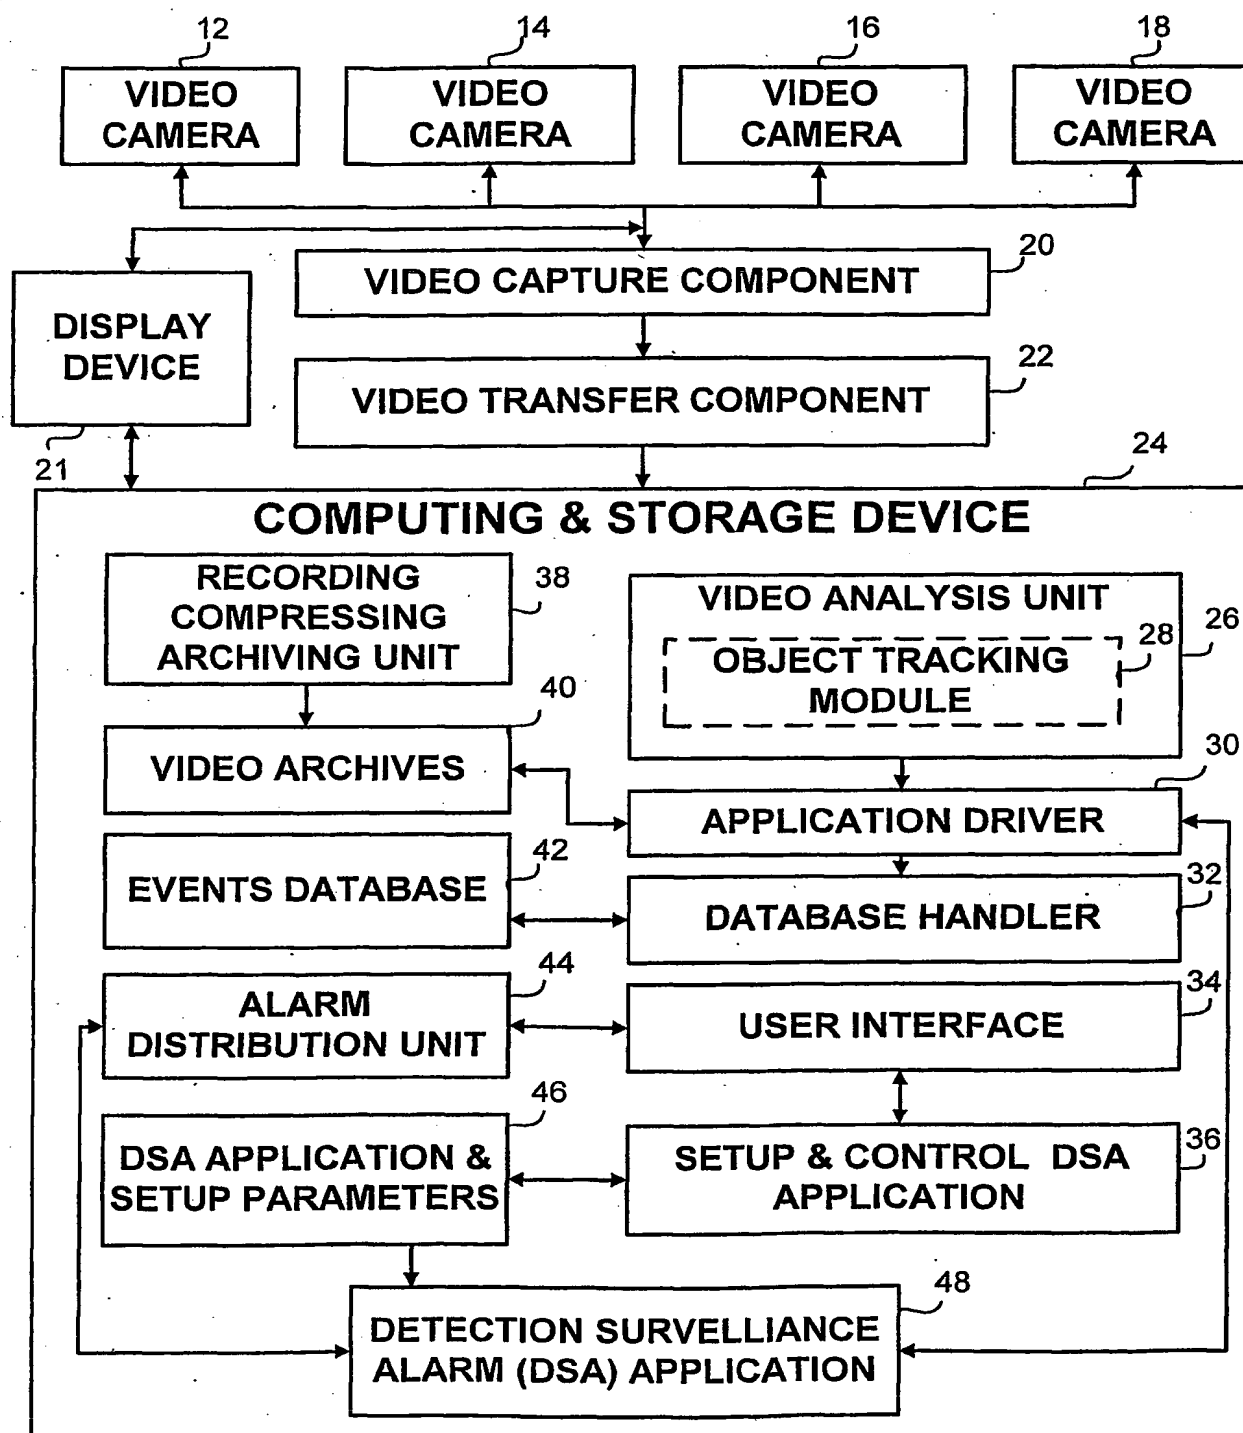 12
14
16
18
VIDEO
CAMERA
VIDEO
CAMERA
VIDEO
CAMERA
VIDEO
CAMERA
20
VIDEO CAPTURE COMPONENT
DISPLAY
DEVICE
22
VIDEO TRANSFER COMPONENT
21
24
COMPUTING & STORAGE DEVICE
RECORDING
COMPRESSING
ARCHIVING UNIT
38
VIDEO ANALYSIS UNIT
26
OBJECT TRACKING
MODULE
28
40
VIDEO ARCHIVES
30
APPLICATION DRIVER
42
EVENTS DATABASE
32
DATABASE HANDLER
44
ALARM
DISTRIBUTION UNIT
34
USER INTERFACE
46
DSA APPLICATION &
SETUP PARAMETERS
36
SETUP & CONTROL DSA
APPLICATION
48
DETECTION SURVELLIANCE
ALARM (DSA) APPLICATION